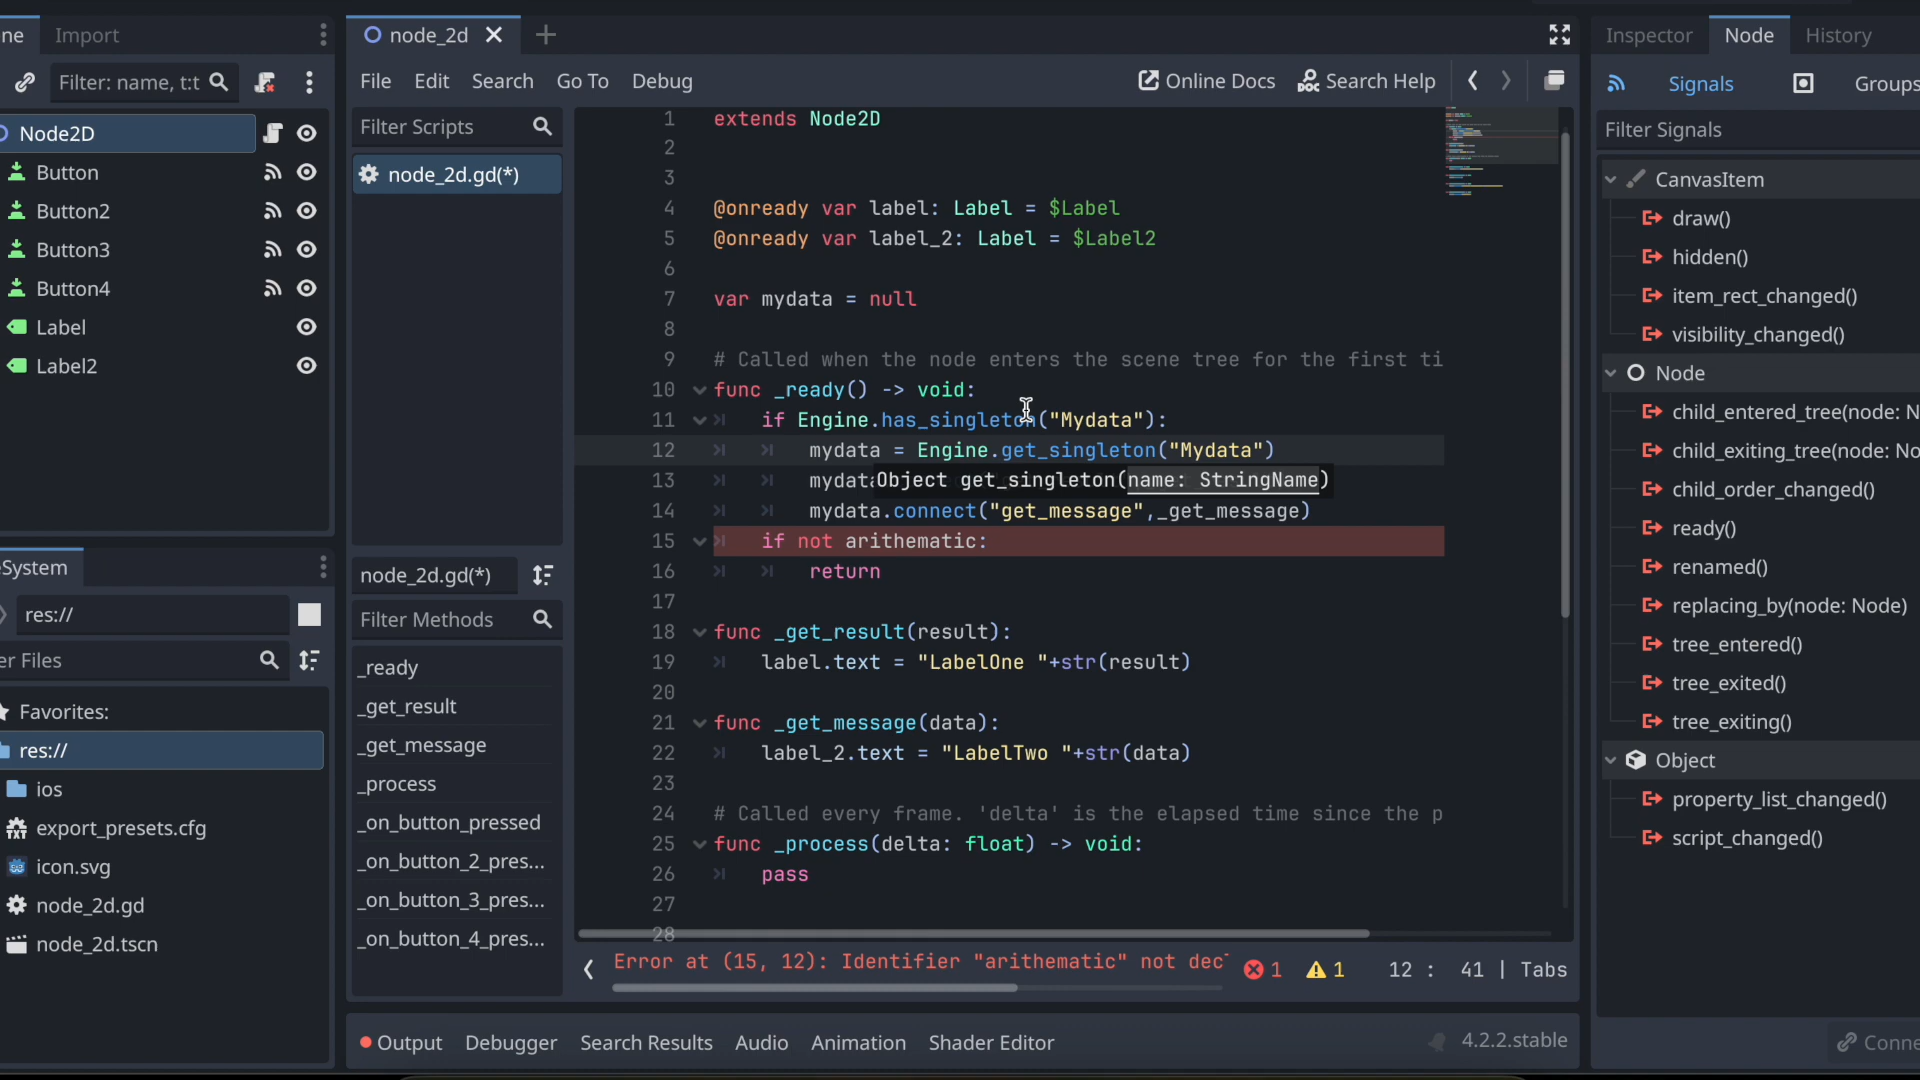 ne
Import
Filter: name, t:t
Node2D
Button
Button2
Button3
Button4
Label
Label2
eSystem
res://
er Files
Favorites:
res://
ios
export_presets.cfg
icon.svg
node_2d.gd
node_2d.tscn
node_2d
File Edit Search Go To Debug
Online Docs
Search Help
Filter Scripts
node_2d.gd(*)
node_2d.gd(*)
Filter Methods
_ready
_get_result
_get_message
_process
_on_button_pressed
_on_button_2_pres...
_on_button_3_pres...
_on_button_4_pres...
1 extends Node2D
2
3
4 @onready var label: Label = $Label
5 @onready var label_2: Label = $Label2
6
7 var mydata = null
8
9 # Called when the node enters the scene tree for the first ti
10 func _ready() -> void:
11 if Engine.has_singleton("Mydata"):
12 mydata = Engine.get_singleton("Mydata")
13 mydata
Object get_singleton(name: StringName)
14 mydata.connect("get_message",_get_message)
15 if not arithematic:
16 return
17
18 func _get_result(result):
19 label.text = "LabelOne "+str(result)
20
21 func _get_message(data):
22 label_2.text = "LabelTwo "+str(data)
23
24 # Called every frame. 'delta' is the elapsed time since the p
25 func _process(delta: float) -> void:
26 pass
27
28
Error at (15, 12): Identifier "arithematic" not dec
1 1 12 : 41 | Tabs
Output Debugger Search Results Audio Animation Shader Editor
4.2.2.stable
Inspector Node History
Signals Groups
Filter Signals
CanvasItem
draw()
hidden()
item_rect_changed()
visibility_changed()
Node
child_entered_tree(node: N
child_exiting_tree(node: No
child_order_changed()
ready()
renamed()
replacing_by(node: Node)
tree_entered()
tree_exited()
tree_exiting()
Object
property_list_changed()
script_changed()
Conne